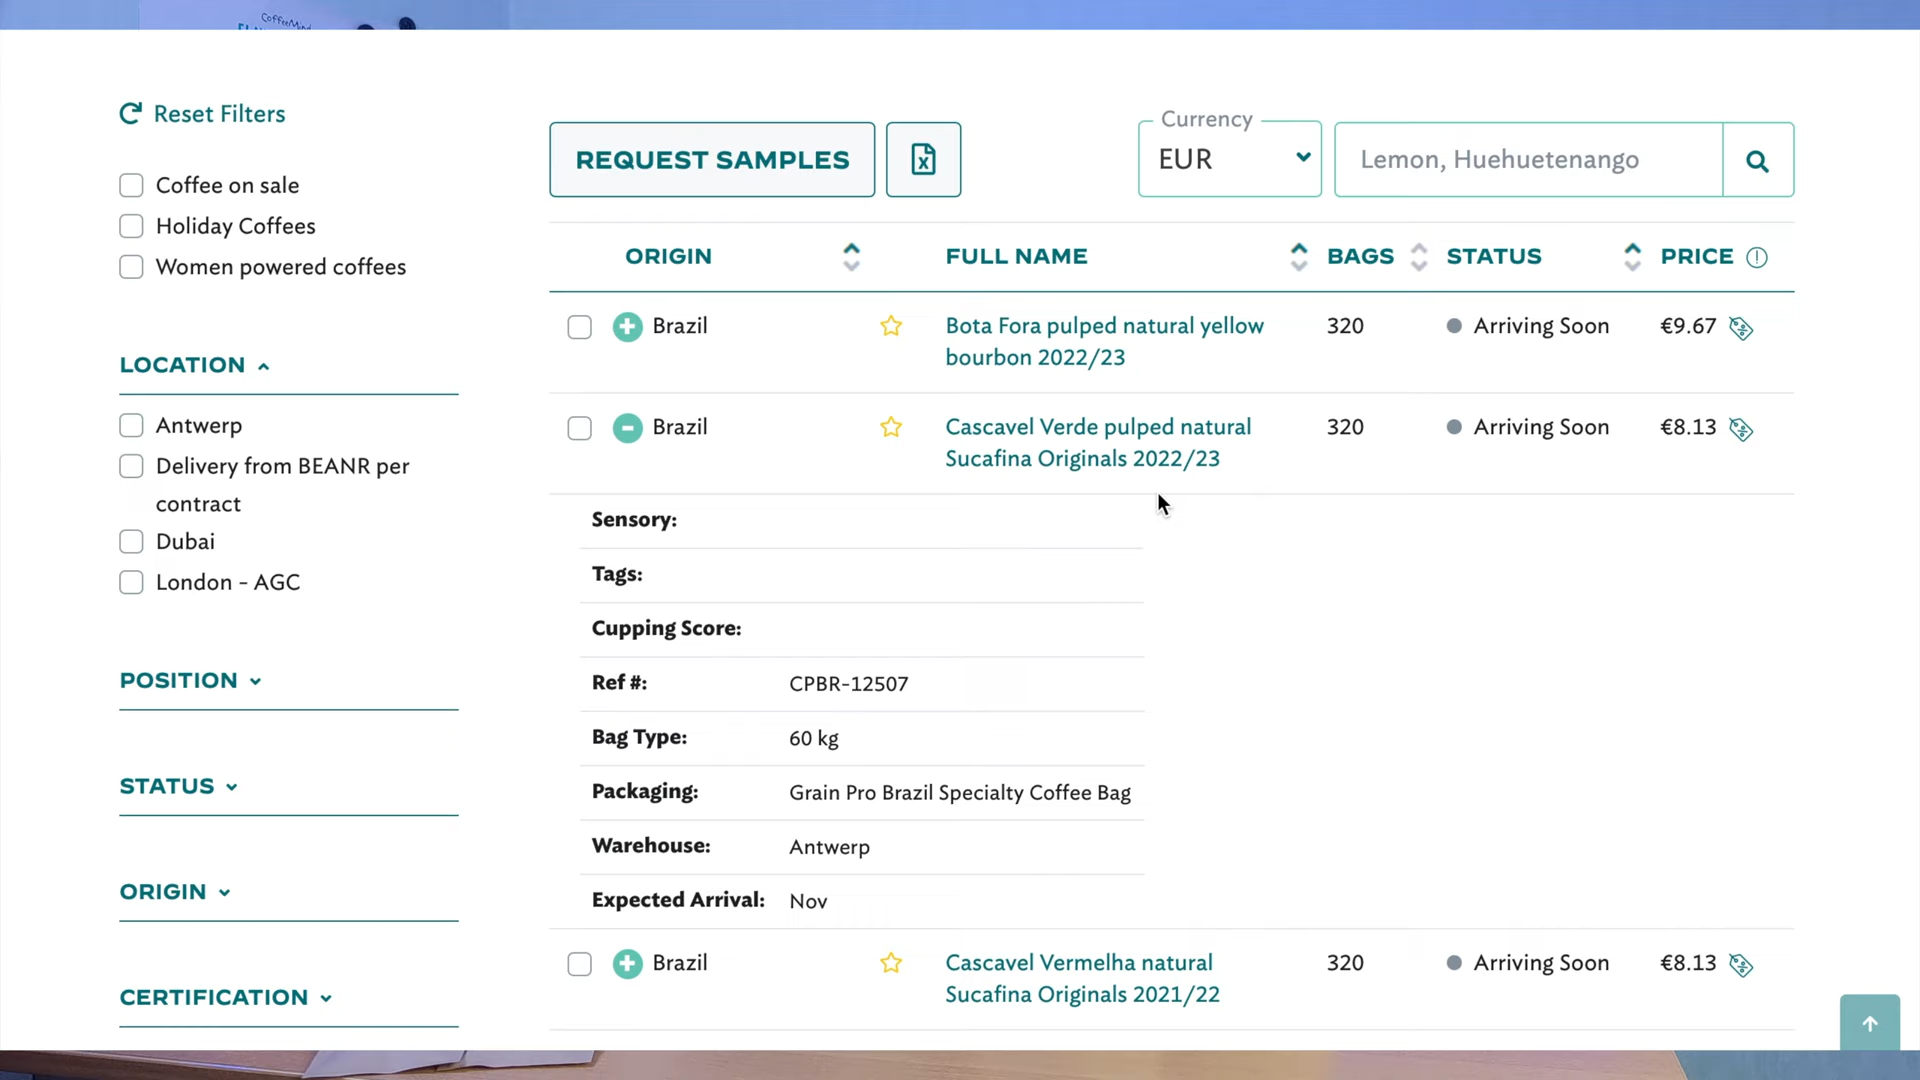 CoffeeMind
Reset Filters
Coffee on sale
Holiday Coffees
Women powered coffees
LOCATION
Antwerp
Delivery from BEANR per
contract
Dubai
London - AGC
POSITION
STATUS
ORIGIN
CERTIFICATION
REQUEST SAMPLES
Currency
EUR
Lemon, Huehuetenango
ORIGIN FULL NAME BAGS STATUS PRICE
Brazil Bota Fora pulped natural yellow 320 Arriving Soon €9.67
bourbon 2022/23
Brazil Cascavel Verde pulped natural 320 Arriving Soon €8.13
Sucafina Originals 2022/23
Sensory:
Tags:
Cupping Score:
Ref #: CPBR-12507
Bag Type: 60 kg
Packaging: Grain Pro Brazil Specialty Coffee Bag
Warehouse: Antwerp
Expected Arrival: Nov
Brazil Cascavel Vermelha natural 320 Arriving Soon €8.13
Sucafina Originals 2021/22